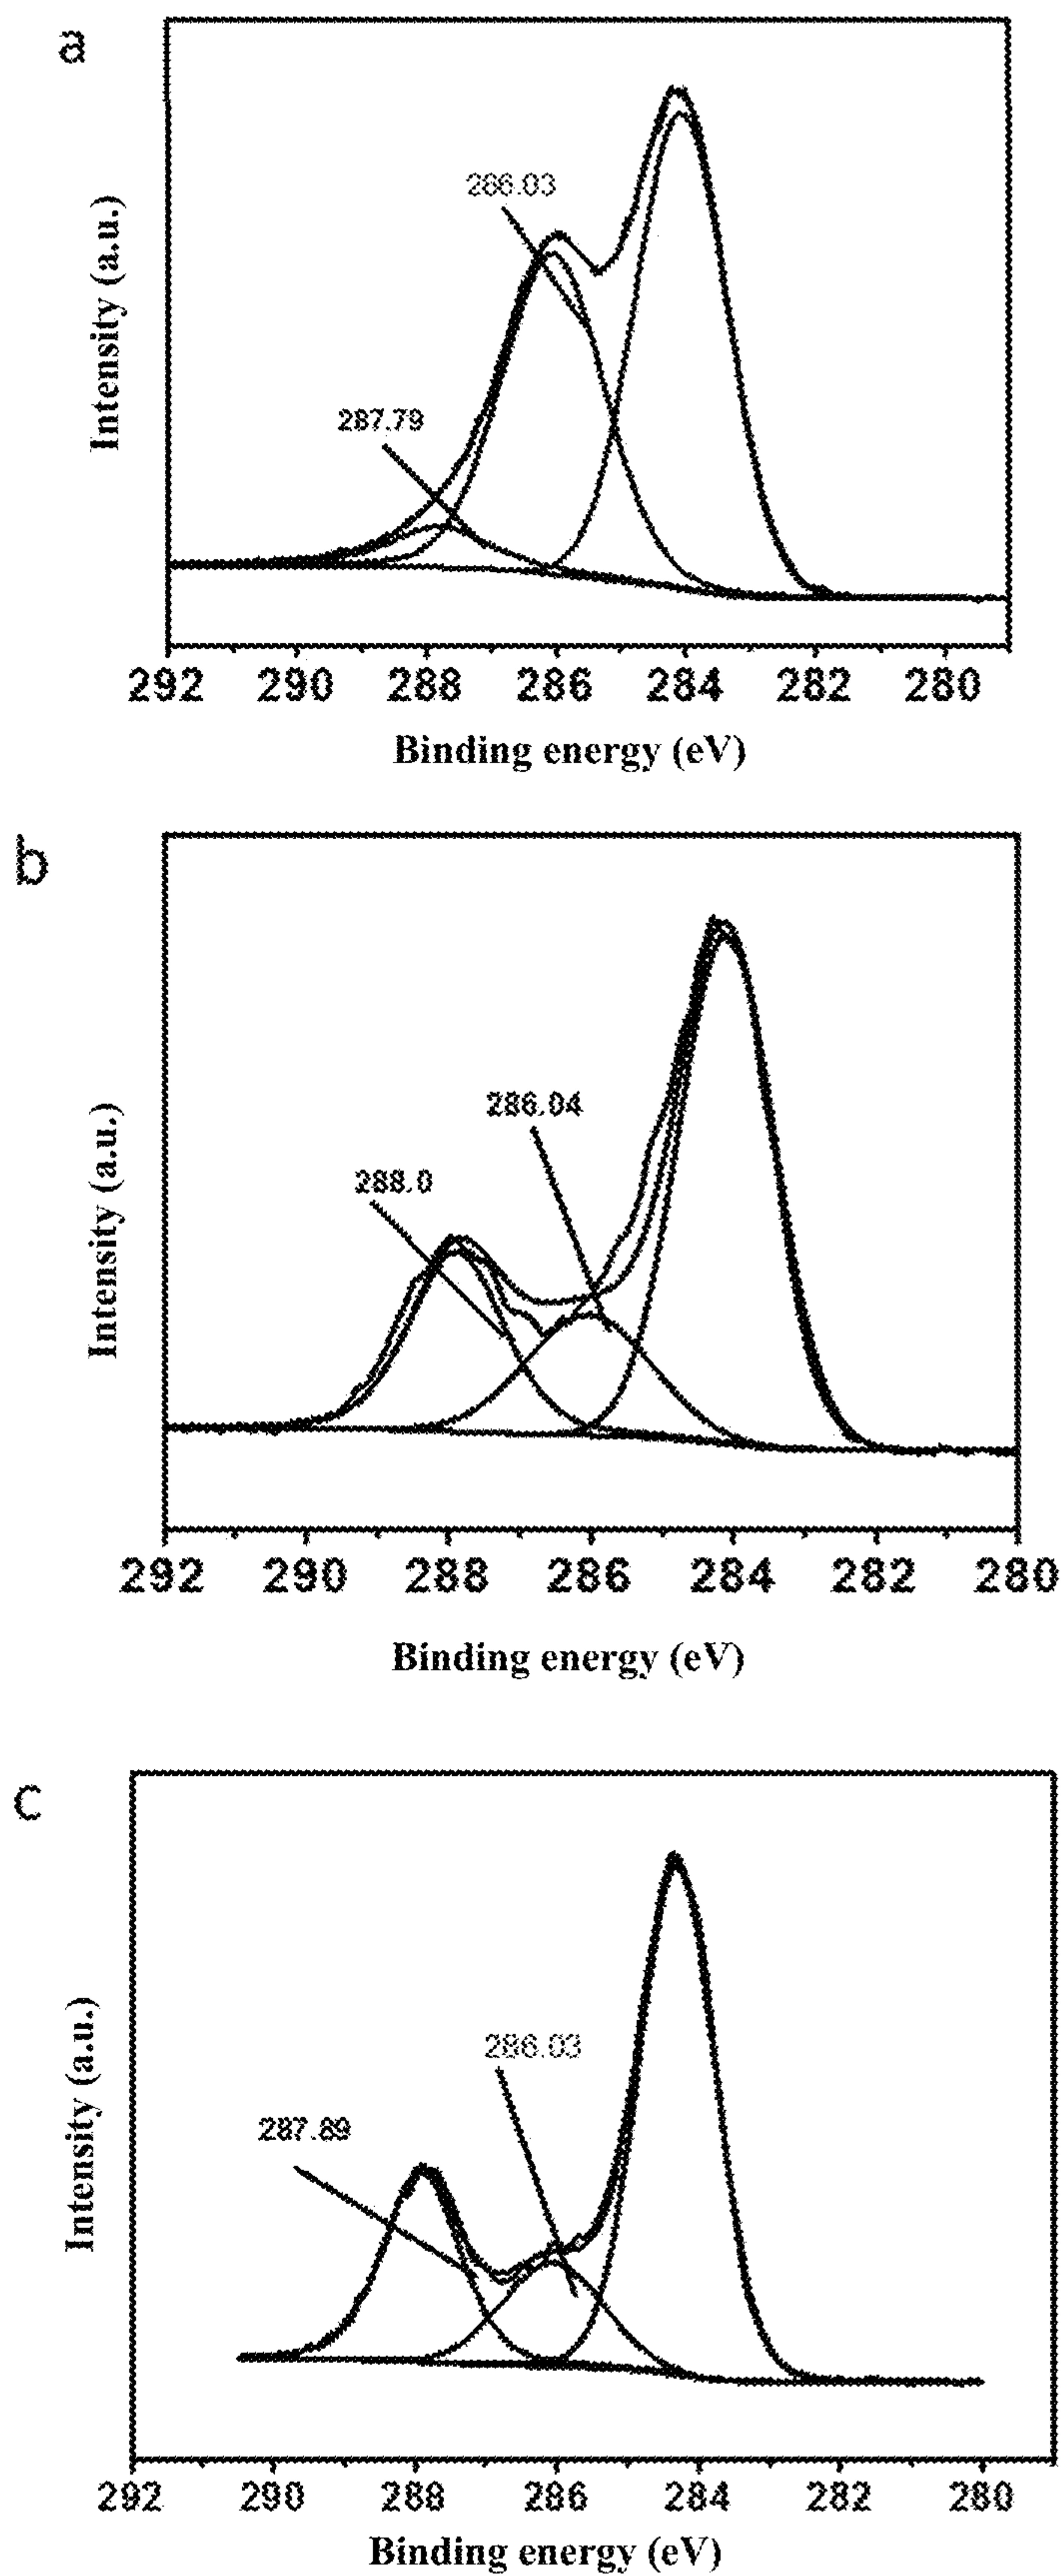 a
286.03
287.79
Intensity (a.u.)
292 290 288 286 284 282 280
Binding energy (eV)
b
286.04
288.0
Intensity (a.u.)
292 290 288 286 284 282 280
Binding energy (eV)
c
286.03
287.89
Intensity (a.u.)
292 290 288 286 284 282 280
Binding energy (eV)